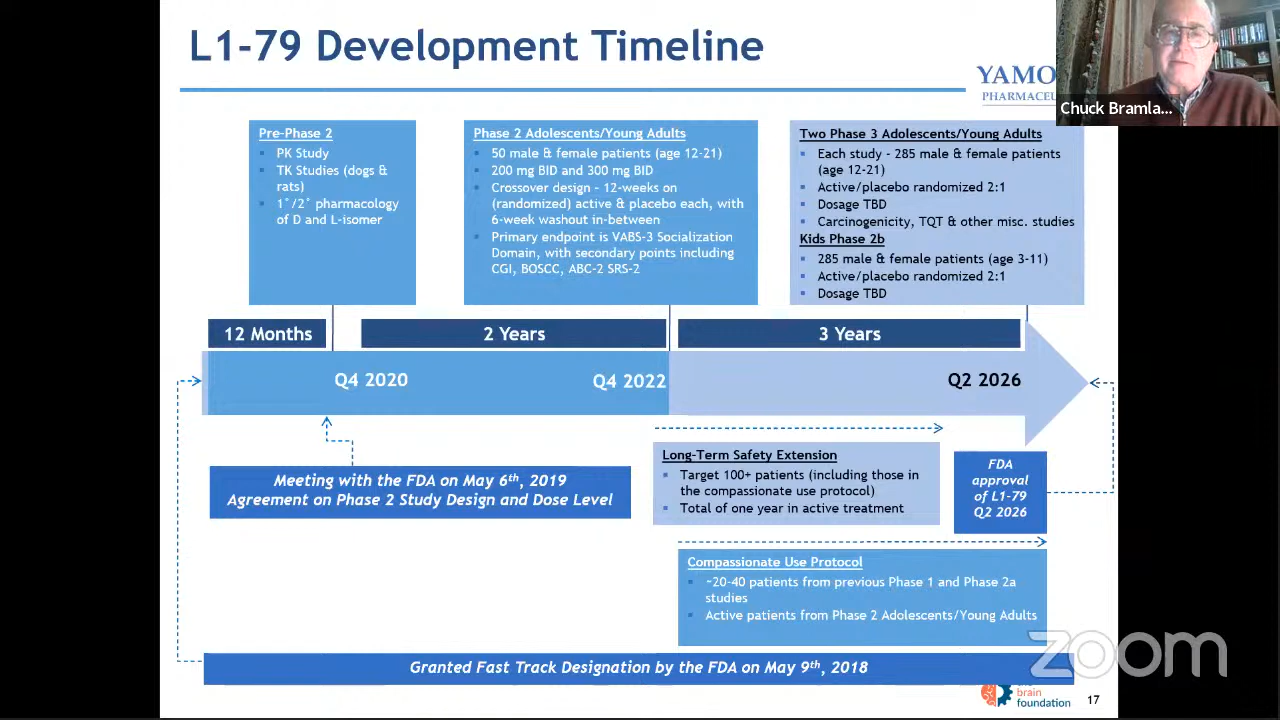 L1-79 Development Timeline
YAMO
PHARMACEU
Chuck Bramla...
Pre-Phase 2
PK Study
TK Studies (dogs &
rats)
1°/2° pharmacology
of D and L-isomer
Phase 2 Adolescents/Young Adults
50 male & female patients (age 12-21)
200 mg BID and 300 mg BID
Crossover design – 12-weeks on
(randomized) active & placebo each, with
6-week washout in-between
Primary endpoint is VABS-3 Socialization
Domain, with secondary points including
CGI, BOSCC, ABC-2 SRS-2
Two Phase 3 Adolescents/Young Adults
Each study - 285 male & female patients
(age 12-21)
Active/placebo randomized 2:1
Dosage TBD
Carcinogenicity, TQT & other misc. studies
Kids Phase 2b
285 male & female patients (age 3-11)
Active/placebo randomized 2:1
Dosage TBD
12 Months
2 Years
3 Years
Q4 2020
Q4 2022
Q2 2026
Meeting with the FDA on May 6th, 2019
Agreement on Phase 2 Study Design and Dose Level
Long-Term Safety Extension
Target 100+ patients (including those in
the compassionate use protocol)
Total of one year in active treatment
FDA
approval
of L1-79
Q2 2026
Compassionate Use Protocol
~20-40 patients from previous Phase 1 and Phase 2a
studies
Active patients from Phase 2 Adolescents/Young Adults
Granted Fast Track Designation by the FDA on May 9th, 2018
zoom
brain
foundation
17